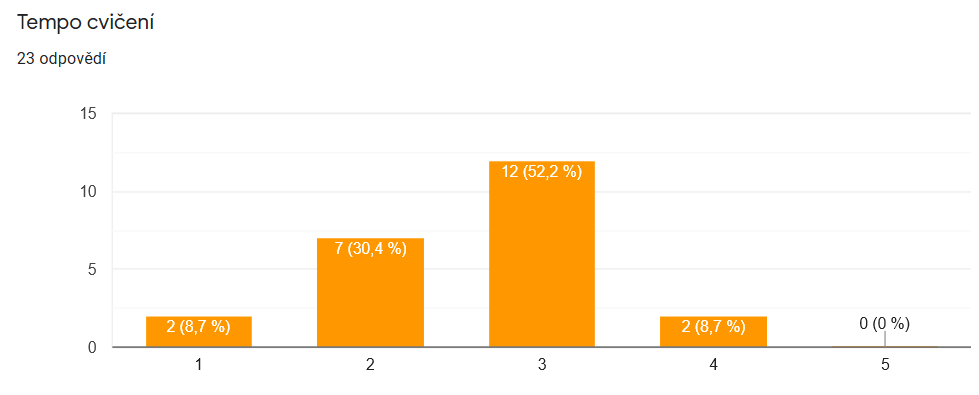 Tempo cvičení
23 odpovědí
15
10
5
0
12 (52,2 %)
7 (30,4 %)
2 (8,7 %)
2 (8,7 %)
0 (0 %)
1 2 3 4 5